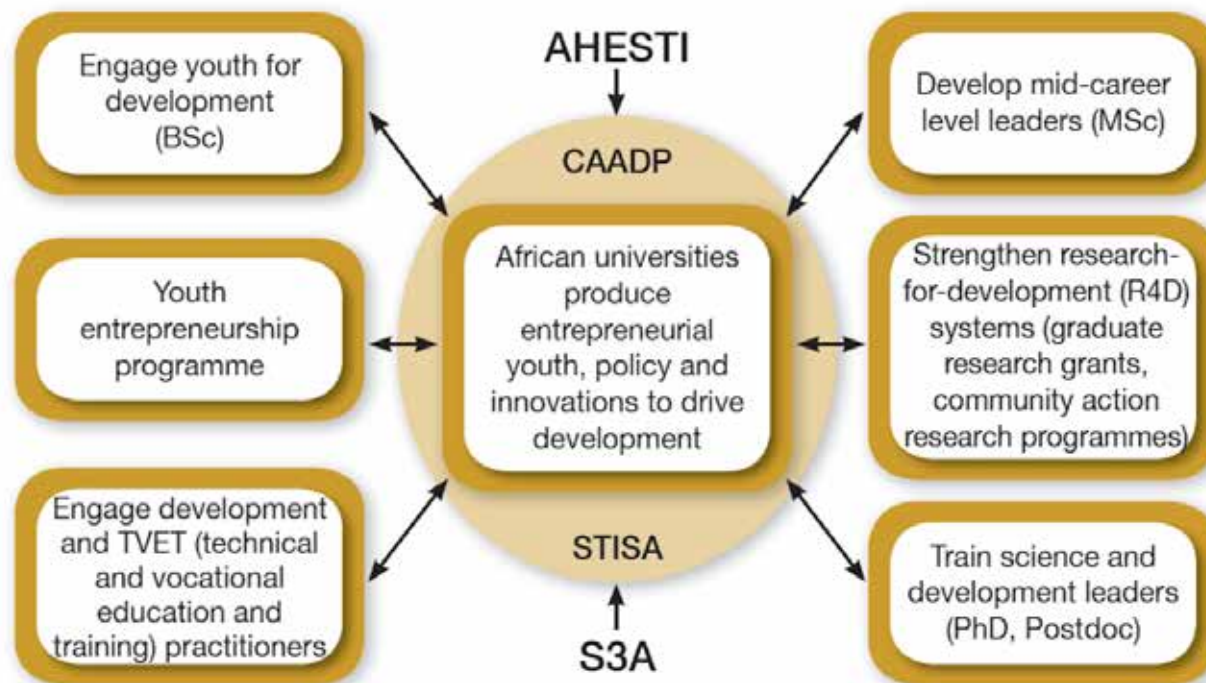 Engage youth for
development
(BSc)
Youth
entrepreneurship
programme
Engage development
and TVET (technical
and vocational
education and
training) practitioners
AHESTI
CAADP
African universities
produce
entrepreneurial
youth, policy and
innovations to drive
development
STISA
S3A
Develop mid-career
level leaders (MSc)
Strengthen research-
for-development (R4D)
systems (graduate
research grants,
community action
research programmes)
Train science and
development leaders
(PhD, Postdoc)